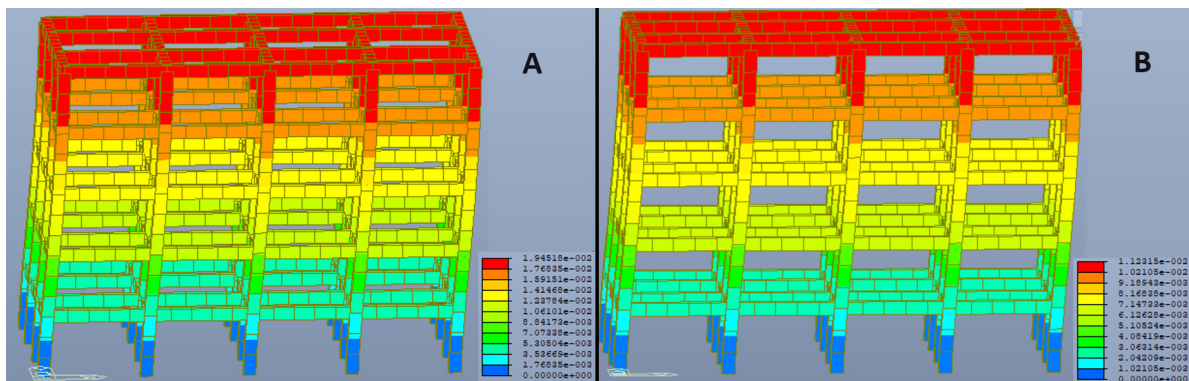 A
1.94518e-002
1.76835e-002
1.59151e-002
1.41468e-002
1.23784e-002
1.06101e-002
8.84173e-003
7.07338e-003
5.30504e-003
3.53669e-003
1.76835e-003
0.00000e+000
B
1.12315e-002
1.02105e-002
9.18943e-003
8.16838e-003
7.14733e-003
6.12628e-003
5.10524e-003
4.08419e-003
3.06314e-003
2.04209e-003
1.02105e-003
0.00000e+000